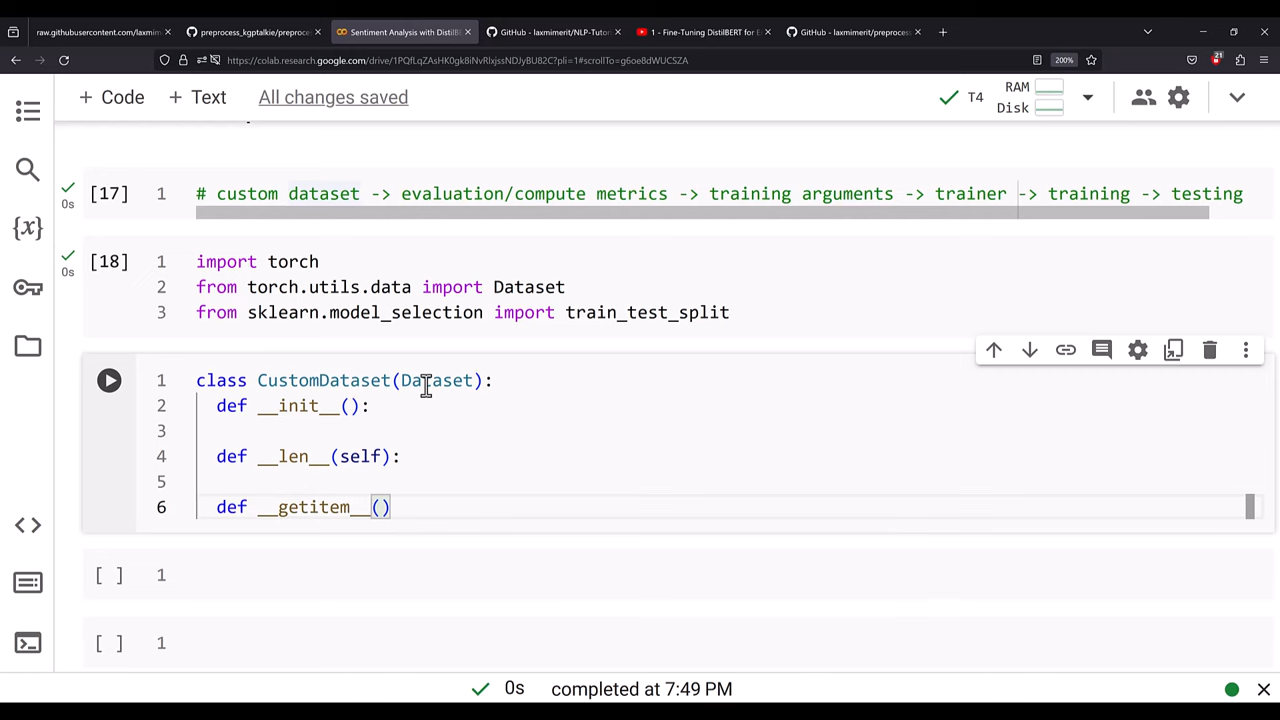 raw.githubusercontent.com/laxmim
preprocess_kgptalkie/preproces
Sentiment Analysis with DistilBE
GitHub - laxmimerit/NLP-Tutori
1 - Fine-Tuning DistilBERT for E
GitHub - laxmimerit/preprocess
https://colab.research.google.com/drive/1PQfLqZAsHK0gk8iNvRlxjssNDJyBU82C?pli=1#scrollTo=g6oe8dWUCSZA
200%
21
+ Code
+ Text
All changes saved
T4
RAM
Disk
[17] 1 # custom dataset -> evaluation/compute metrics -> training arguments -> trainer -> training -> testing
0s
[18] 1 import torch
0s
2 from torch.utils.data import Dataset
3 from sklearn.model_selection import train_test_split
1 class CustomDataset(Dataset):
2 def __init__():
3
4 def __len__(self):
5
6 def __getitem__()
[ ] 1
[ ] 1
{x}
0s completed at 7:49 PM